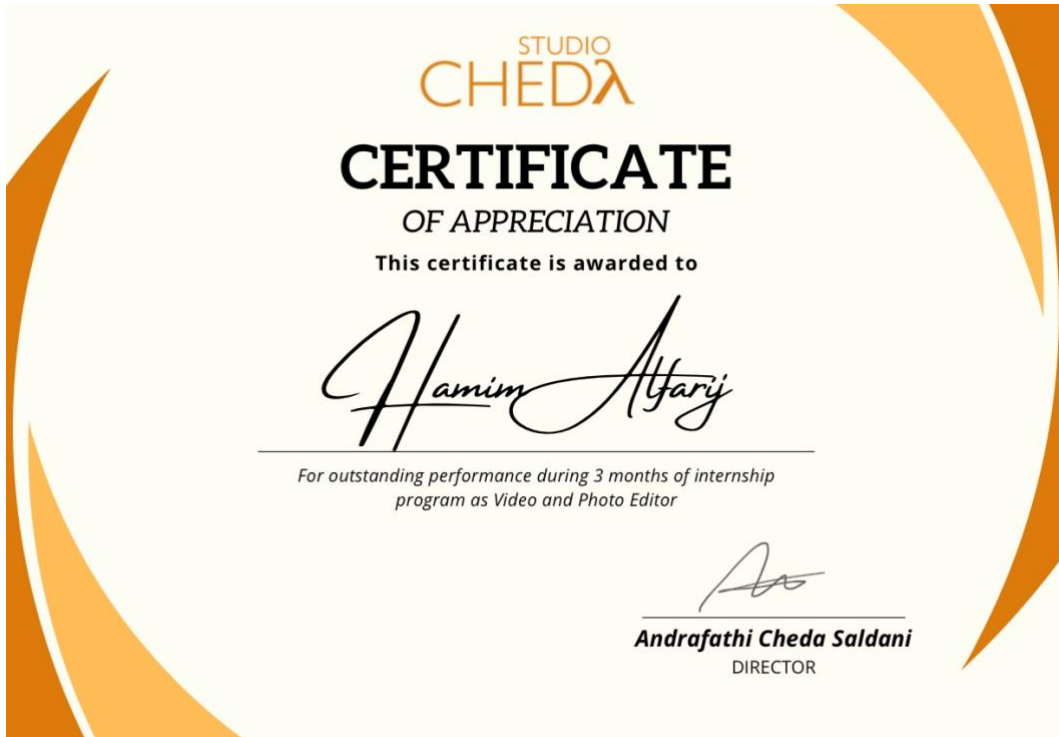 STUDIO
CHEDλ
CERTIFICATE
OF APPRECIATION
This certificate is awarded to
Hamim Alfarij
For outstanding performance during 3 months of internship
program as Video and Photo Editor
Andrafathi Cheda Saldani
DIRECTOR